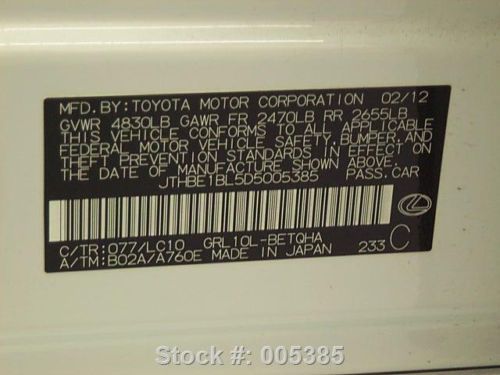 MFD. BY: TOYOTA MOTOR CORPORATION 02/12
GVWR 4830LB GAWR FR 2470LB RR 2655LB
THIS VEHICLE CONFORMS TO ALL APPLICABLE
FEDERAL MOTOR VEHICLE SAFETY, BUMPER AND
THEFT PREVENTION STANDARDS IN EFFECT ON
THE DATE OF MANUFACTURE SHOWN ABOVE.
JTHBE1BL5D5005385 PASS. CAR
C/TR: 077/LC10 GRL10L-BETQHA
A/TM: B02A/A760E MADE IN JAPAN 233 C
Stock #: 005385